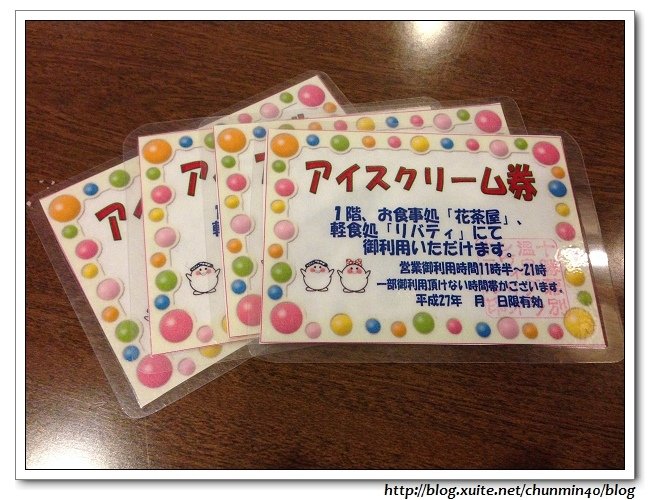 アイスクリーム券
1階、お食事処「花茶屋」、
軽食処「リバティ」にて
御利用いただけます。
営業御利用時間11時半～21時
一部御利用頂けない時間帯がございます。
平成27年 月 日限有効
http://blog.xuite.net/chunmin40/blog